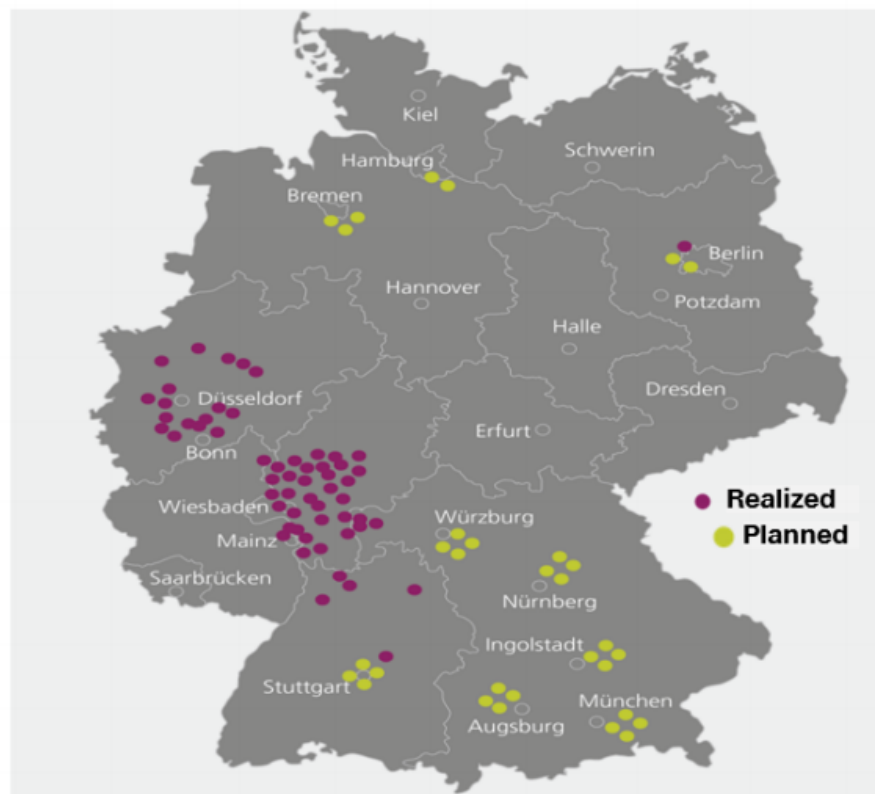 Kiel
Schwerin
Hamburg
Bremen
Berlin
Hannover
Potzdam
Halle
Dresden
Düsseldorf
Erfurt
Bonn
Realized
Wiesbaden
Würzburg
Planned
Mainz
Saarbrücken
Nürnberg
Ingolstadt
Stuttgart
München
Augsburg